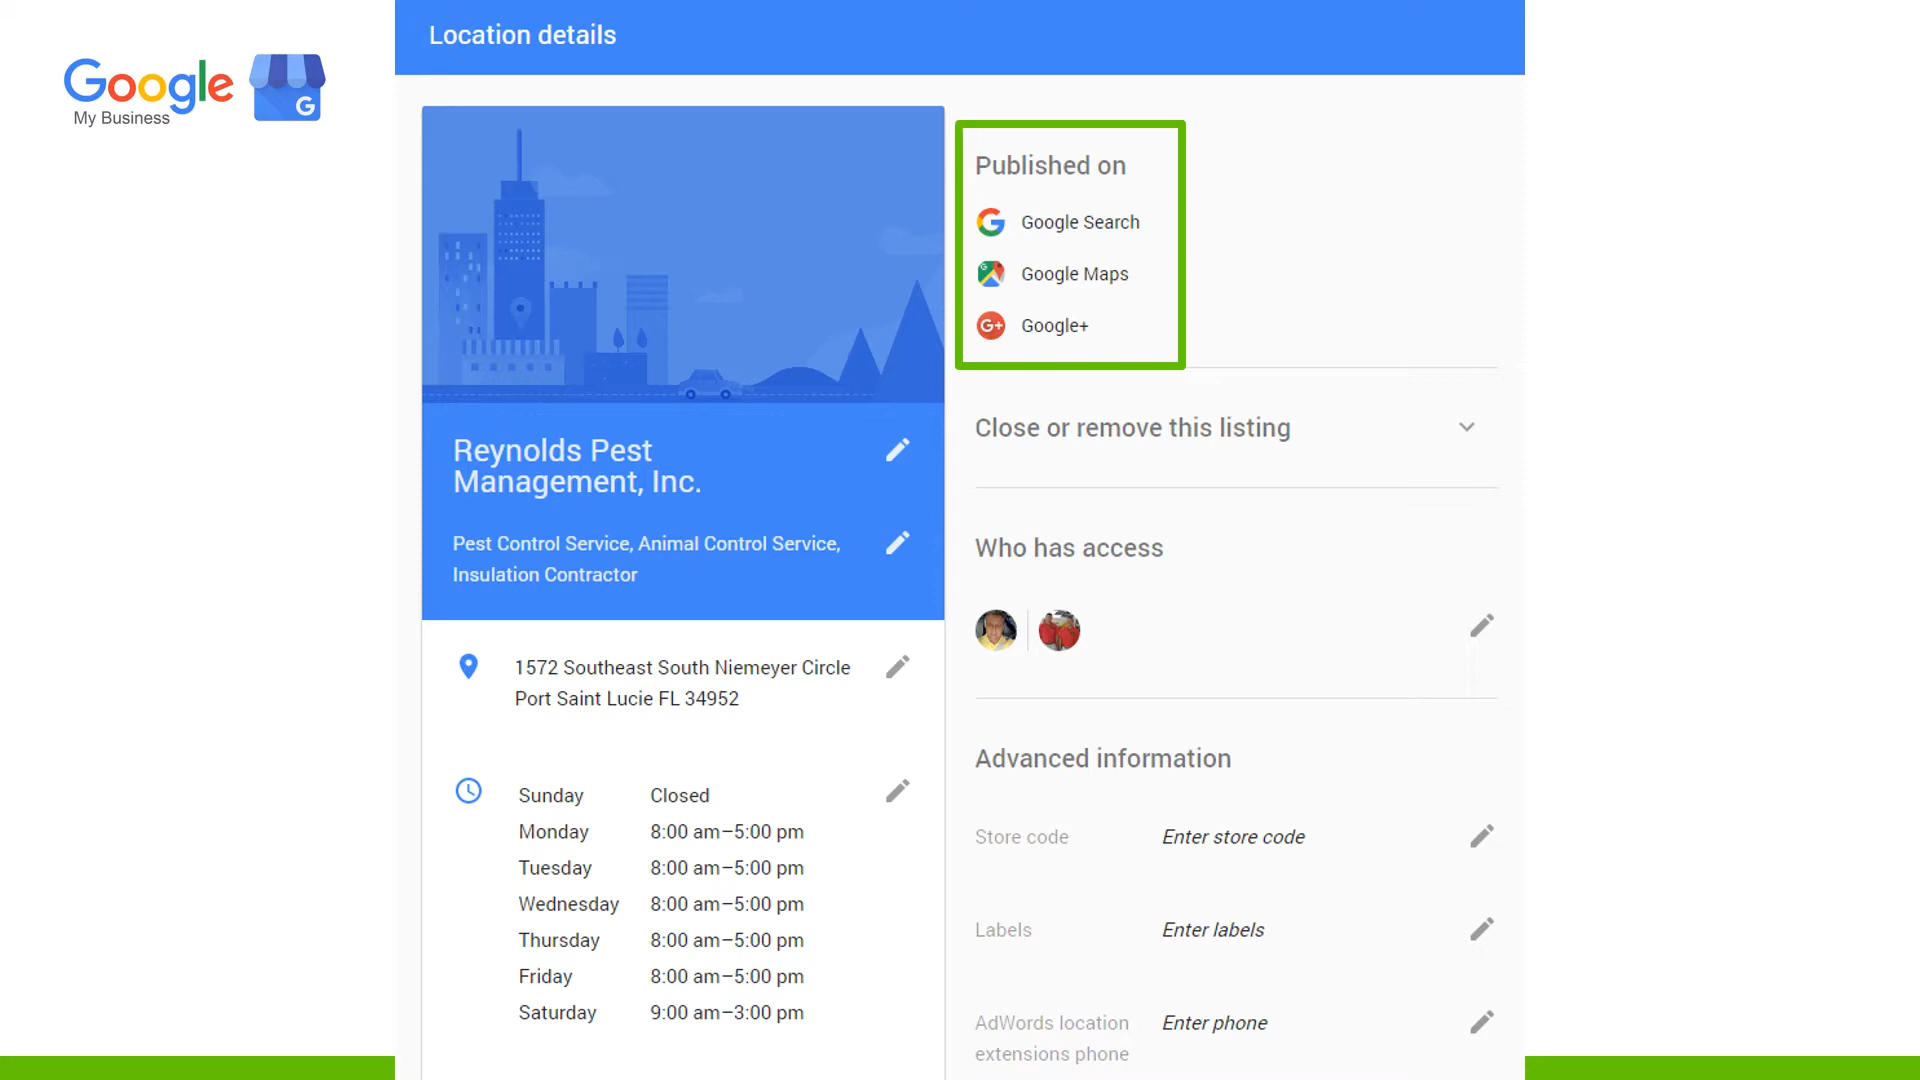 Location details
Google
My Business
G
Published on
Google Search
Google Maps
G+ Google+
Close or remove this listing
Reynolds Pest
Management, Inc.
Pest Control Service, Animal Control Service,
Insulation Contractor
Who has access
1572 Southeast South Niemeyer Circle
Port Saint Lucie FL 34952
Advanced information
Sunday Closed
Monday 8:00 am–5:00 pm
Tuesday 8:00 am–5:00 pm
Wednesday 8:00 am–5:00 pm
Thursday 8:00 am–5:00 pm
Friday 8:00 am–5:00 pm
Saturday 9:00 am–3:00 pm
Store code Enter store code
Labels Enter labels
AdWords location Enter phone
extensions phone